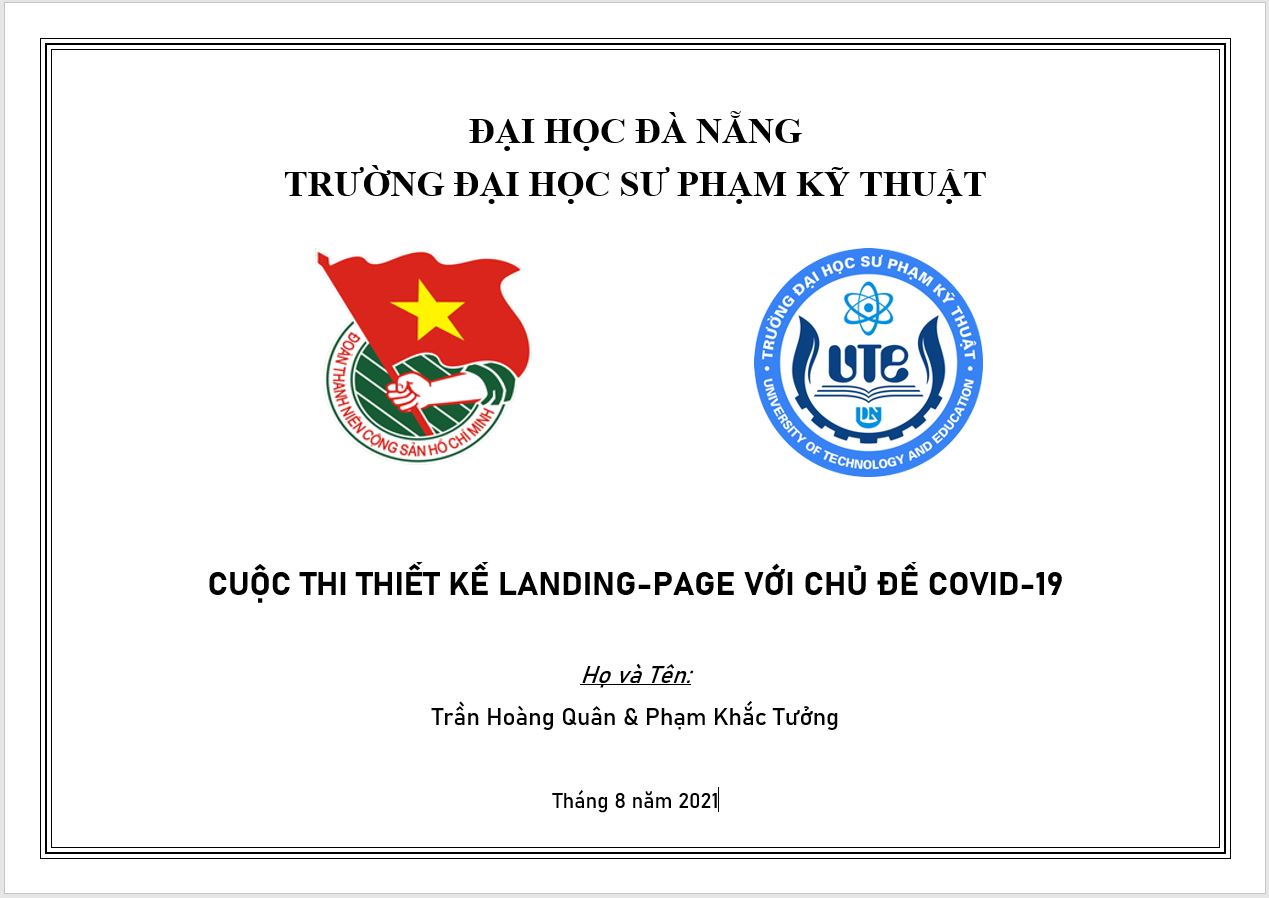 ĐẠI HỌC ĐÀ NẴNG
TRƯỜNG ĐẠI HỌC SƯ PHẠM KỸ THUẬT
ĐOÀN THANH NIÊN CỘNG SẢN HỒ CHÍ MINH
TRƯỜNG ĐẠI HỌC SƯ PHẠM KỸ THUẬT
UTE
UDN
UNIVERSITY OF TECHNOLOGY AND EDUCATION
CUỘC THI THIẾT KẾ LANDING-PAGE VỚI CHỦ ĐỀ COVID-19
Họ và Tên:
Trần Hoàng Quân & Phạm Khắc Tưởng
Tháng 8 năm 2021